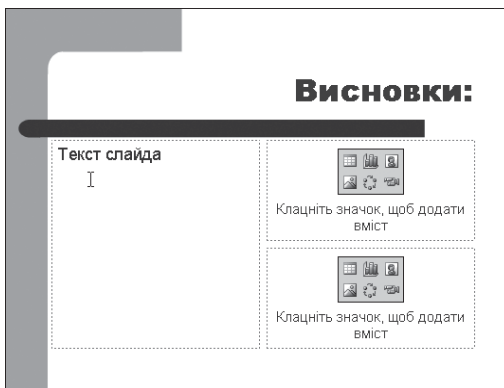 Висновки:
Текст слайда
Клацніть значок, щоб додати
вміст
Клацніть значок, щоб додати
вміст